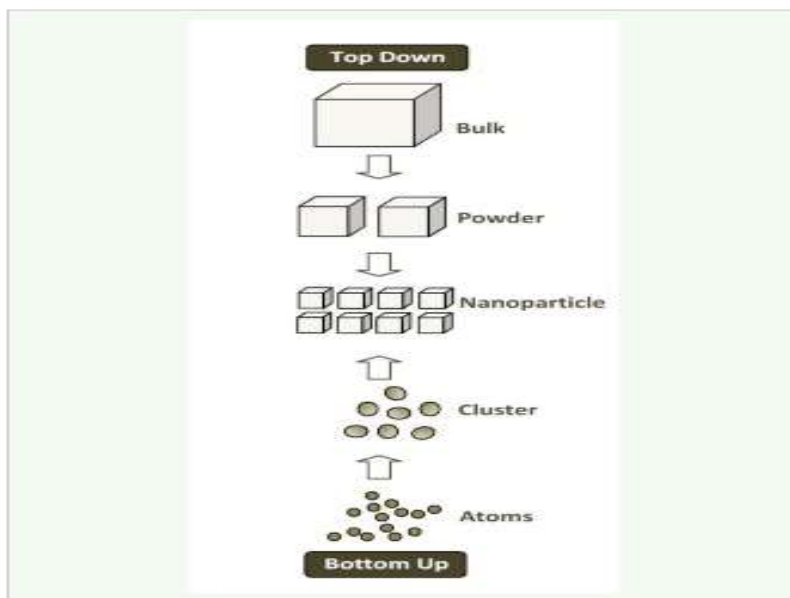 Top Down
Bulk
Powder
Nanoparticle
Cluster
Atoms
Bottom Up